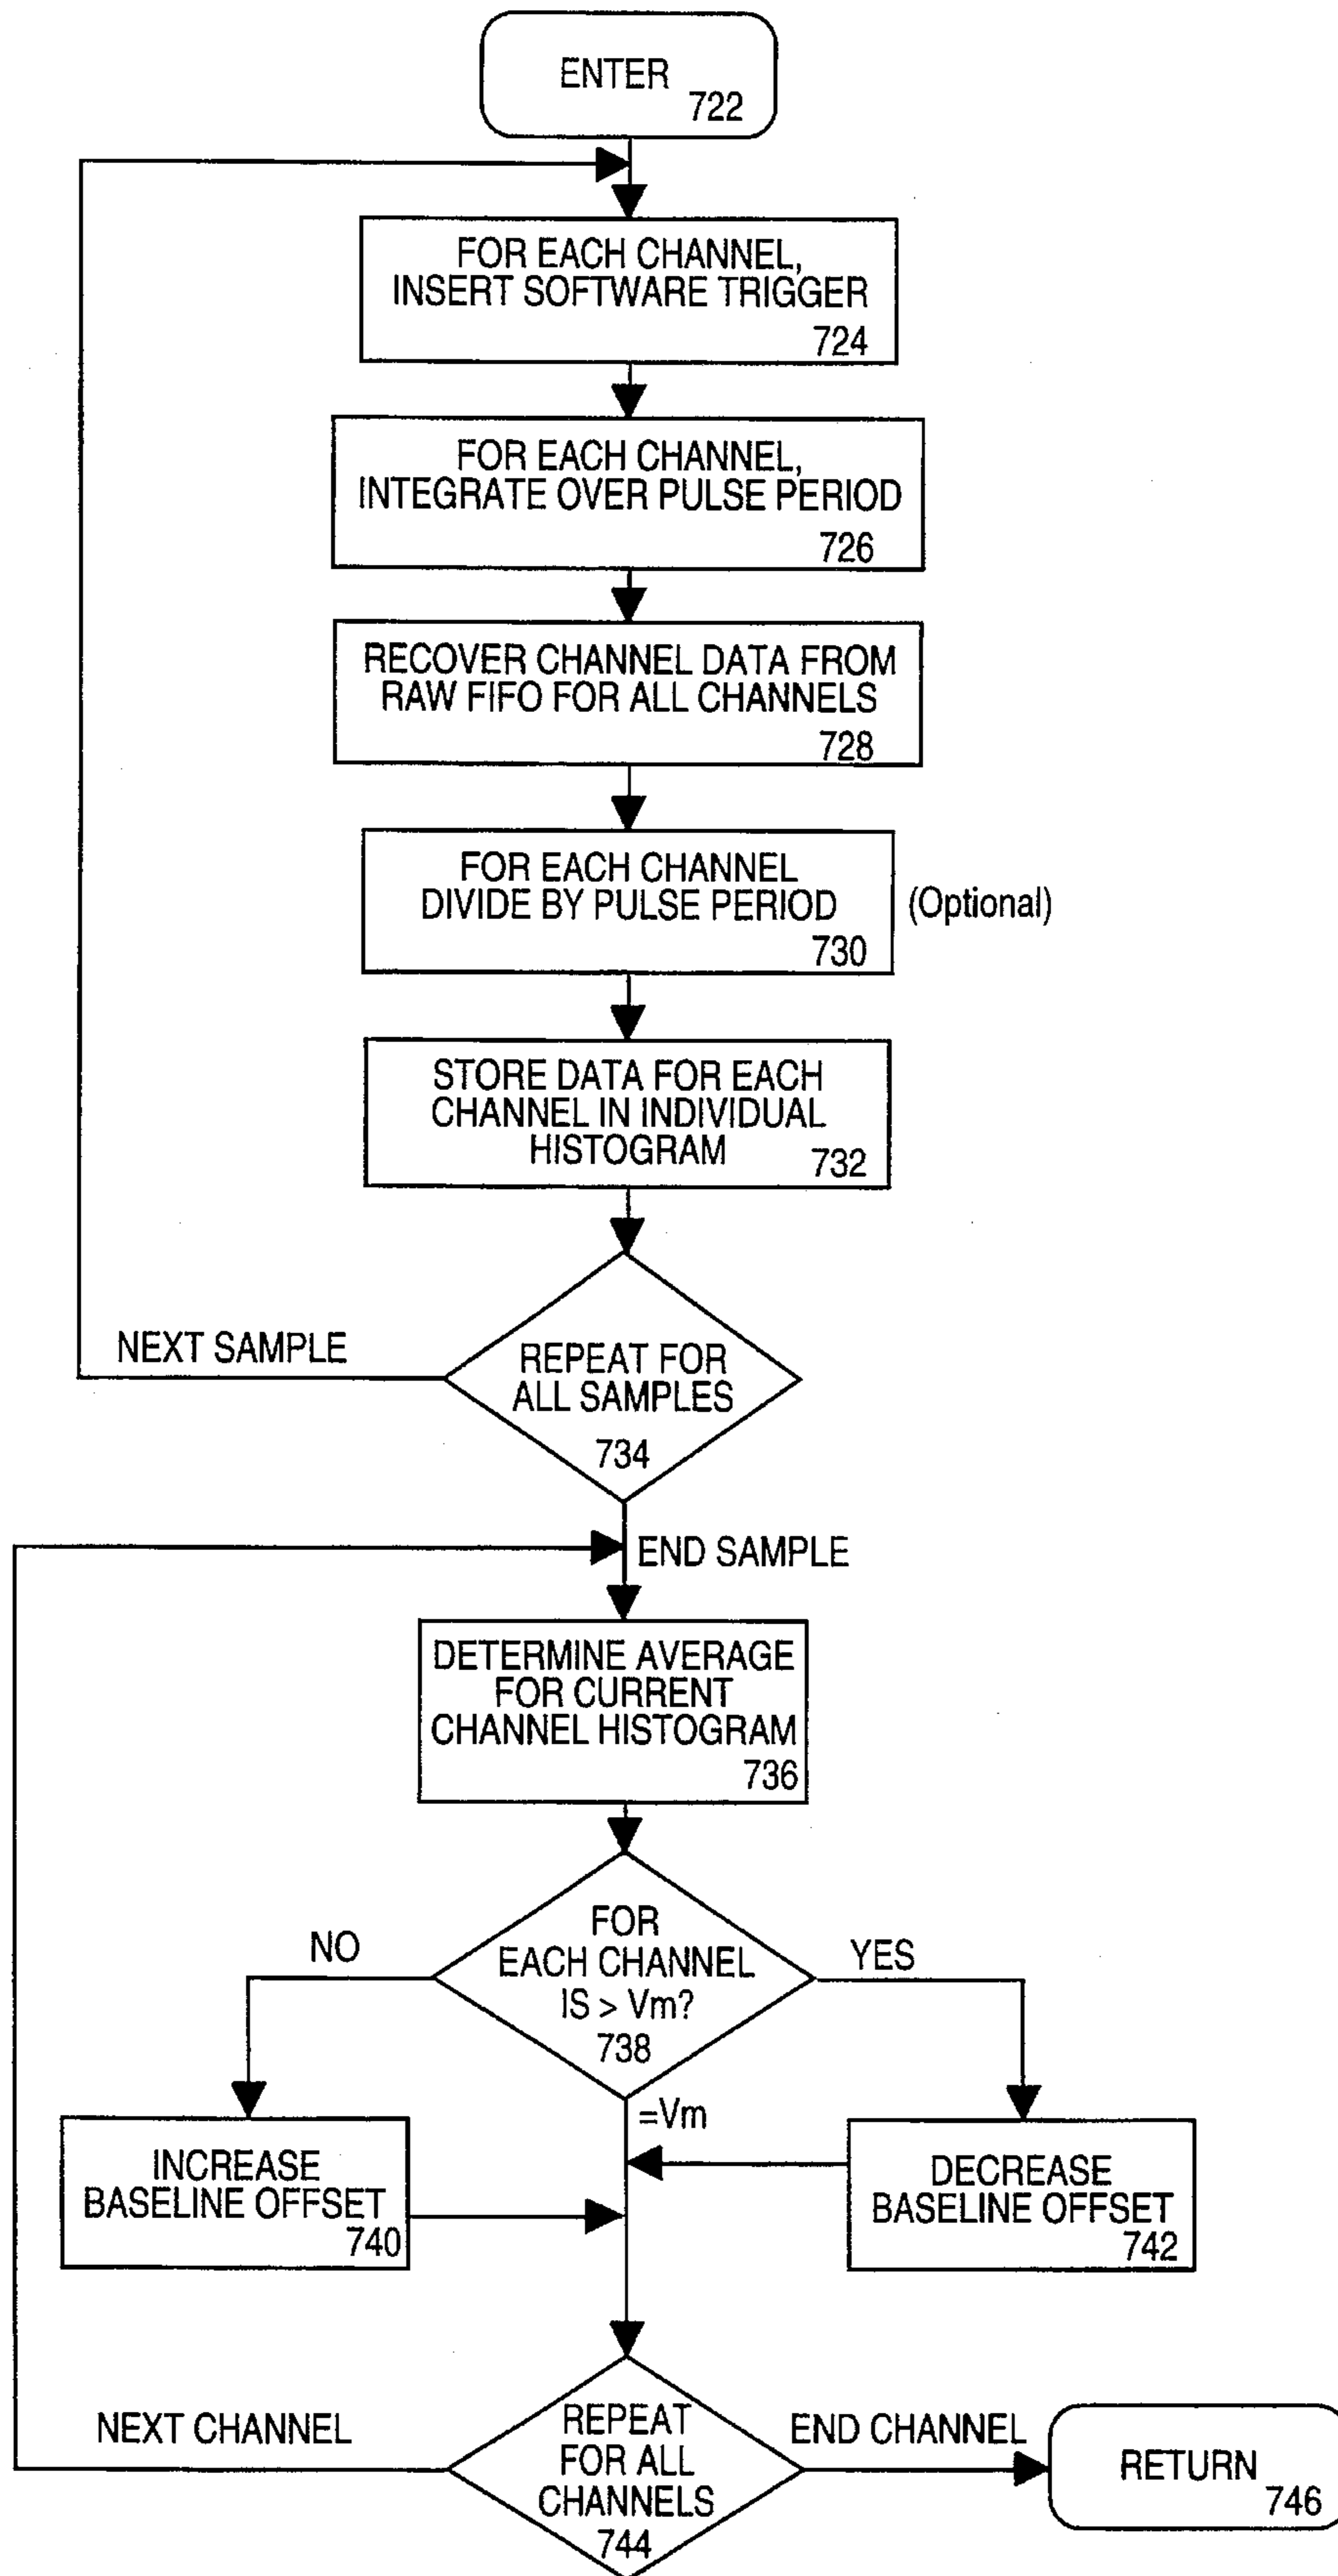 ENTER
722
FOR EACH CHANNEL,
INSERT SOFTWARE TRIGGER
724
FOR EACH CHANNEL,
INTEGRATE OVER PULSE PERIOD
726
RECOVER CHANNEL DATA FROM
RAW FIFO FOR ALL CHANNELS
728
FOR EACH CHANNEL
DIVIDE BY PULSE PERIOD
730
(Optional)
STORE DATA FOR EACH
CHANNEL IN INDIVIDUAL
HISTOGRAM 732
NEXT SAMPLE
REPEAT FOR
ALL SAMPLES
734
END SAMPLE
DETERMINE AVERAGE
FOR CURRENT
CHANNEL HISTOGRAM
736
NO
FOR
EACH CHANNEL
IS > Vm?
738
YES
=Vm
INCREASE
BASELINE OFFSET
740
DECREASE
BASELINE OFFSET
742
NEXT CHANNEL
REPEAT
FOR ALL
CHANNELS
744
END CHANNEL
RETURN
746